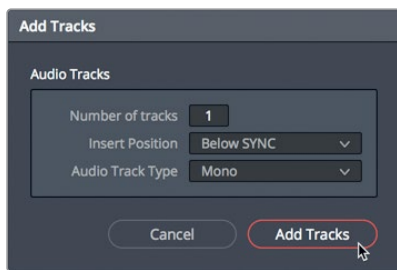 Add Tracks
Audio Tracks
Number of tracks 1
Insert Position Below SYNC
Audio Track Type Mono
Cancel Add Tracks